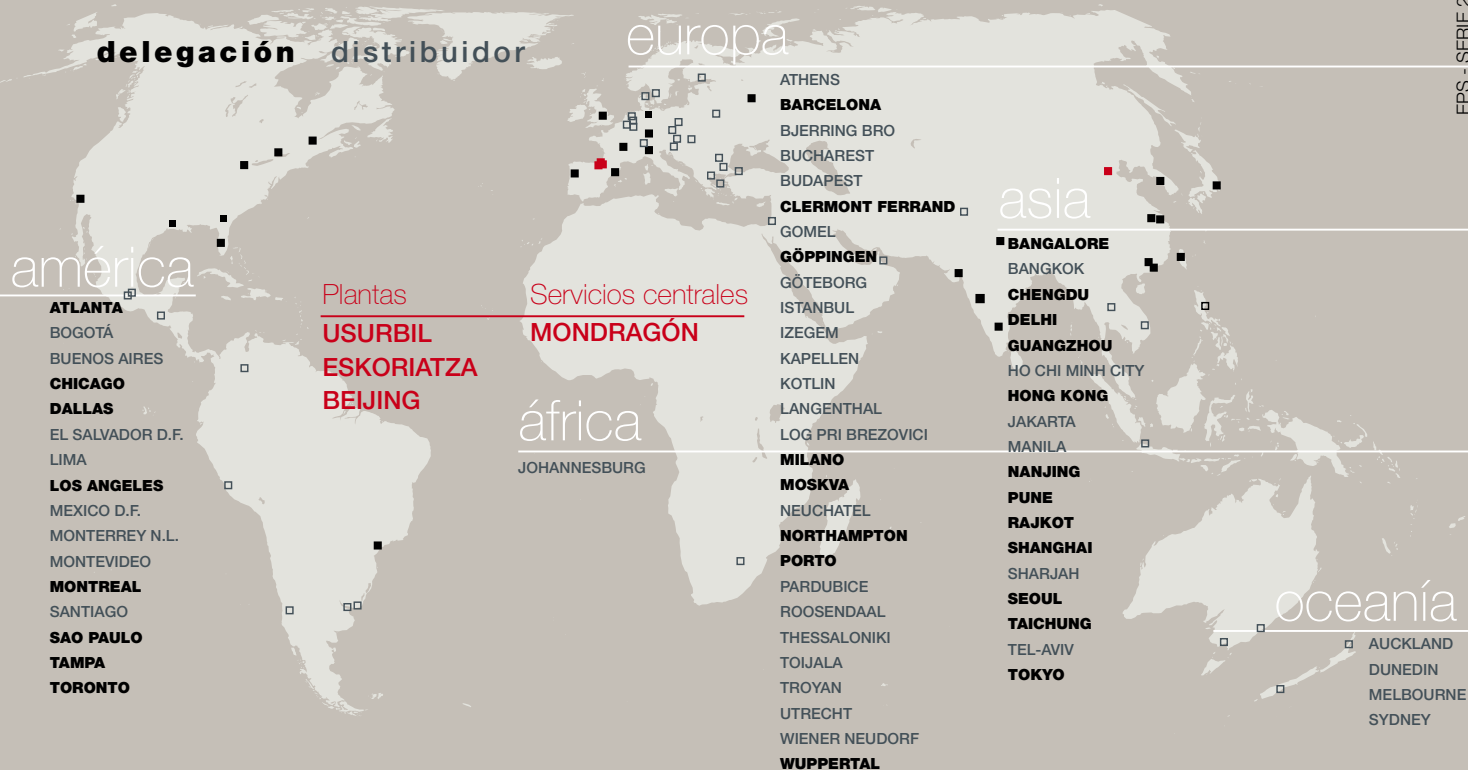 delegación distribuidor
europa
ATHENS
BARCELONA
BJERRING BRO
BUCHAREST
BUDAPEST
CLERMONT FERRAND
GOMEL
GÖPPINGEN
GÖTEBORG
ISTANBUL
IZEGEM
KAPELLEN
KOTLIN
LANGENTHAL
LOG PRI BREZOVICI
MILANO
MOSKVA
NEUCHATEL
NORTHAMPTON
PORTO
PARDUBICE
ROOSENDAAL
THESSALONIKI
TOIJALA
TROYAN
UTRECHT
WIENER NEUDORF
WUPPERTAL
asia
BANGALORE
BANGKOK
CHENGDU
DELHI
GUANGZHOU
HO CHI MINH CITY
HONG KONG
JAKARTA
MANILA
NANJING
PUNE
RAJKOT
SHANGHAI
SHARJAH
SEOUL
TAICHUNG
TEL-AVIV
TOKYO
américa
ATLANTA
BOGOTÁ
BUENOS AIRES
CHICAGO
DALLAS
EL SALVADOR D.F.
LIMA
LOS ANGELES
MEXICO D.F.
MONTERREY N.L.
MONTEVIDEO
MONTREAL
SANTIAGO
SAO PAULO
TAMPA
TORONTO
Plantas
USURBIL
ESKORIATZA
BEIJING
Servicios centrales
MONDRAGÓN
áfrica
JOHANNESBURG
oceanía
AUCKLAND
DUNEDIN
MELBOURNE
SYDNEY
FPS - SERIE